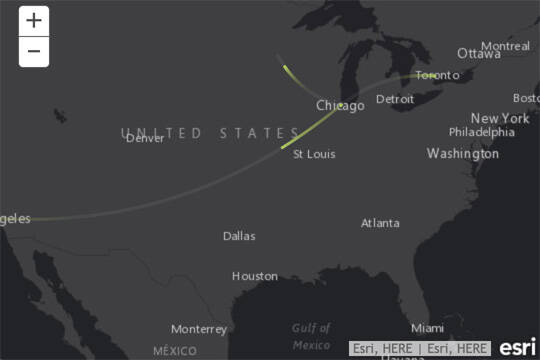 +
−
Montreal
Ottawa
Toronto
Chicago
Detroit
Bosto
New York
UNITED STATES
Denver
Philadelphia
St Louis
Washington
geles
Atlanta
Dallas
Houston
Monterrey
Gulf of
Mexico
Miami
MÉXICO
Esri, HERE | Esri, HERE
esri
Havana